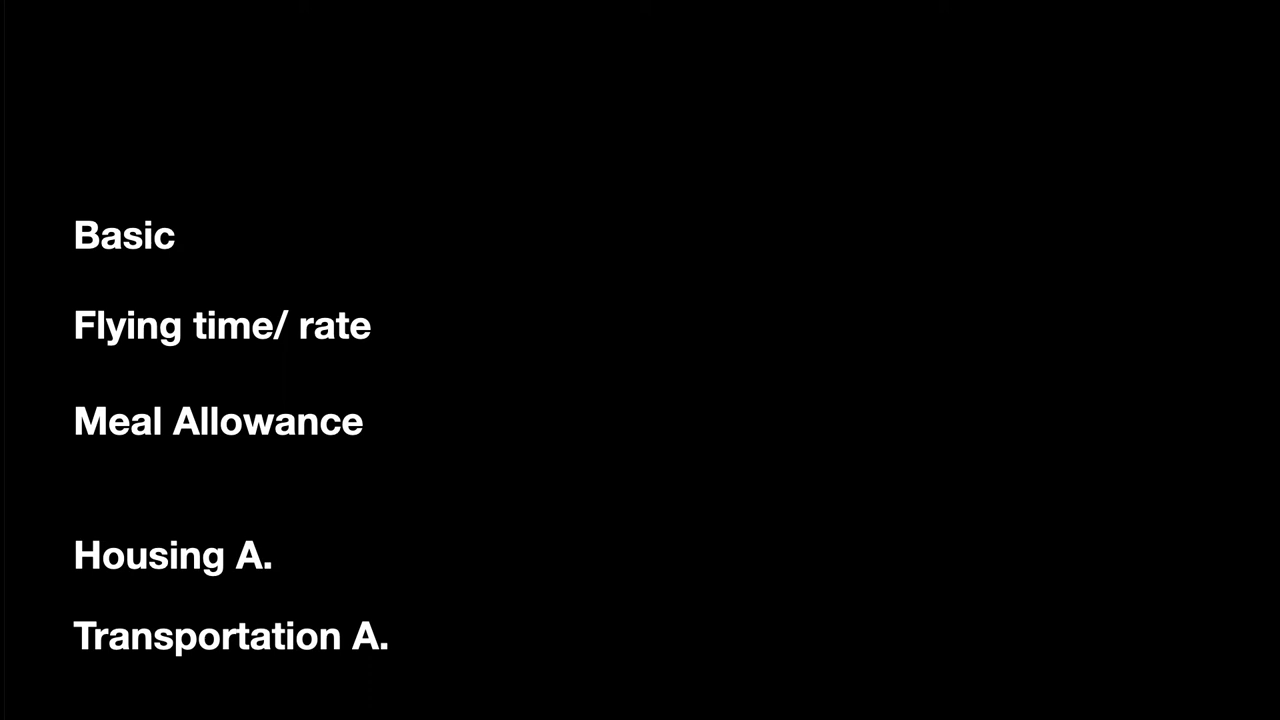 Basic
Flying time/ rate
Meal Allowance
Housing A.
Transportation A.